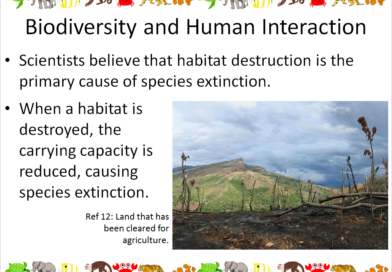 Biodiversity and Human Interaction
• Scientists believe that habitat destruction is the
primary cause of species extinction.
• When a habitat is
destroyed, the
carrying capacity is
reduced, causing
species extinction.
Ref 12: Land that has
been cleared for
agriculture.